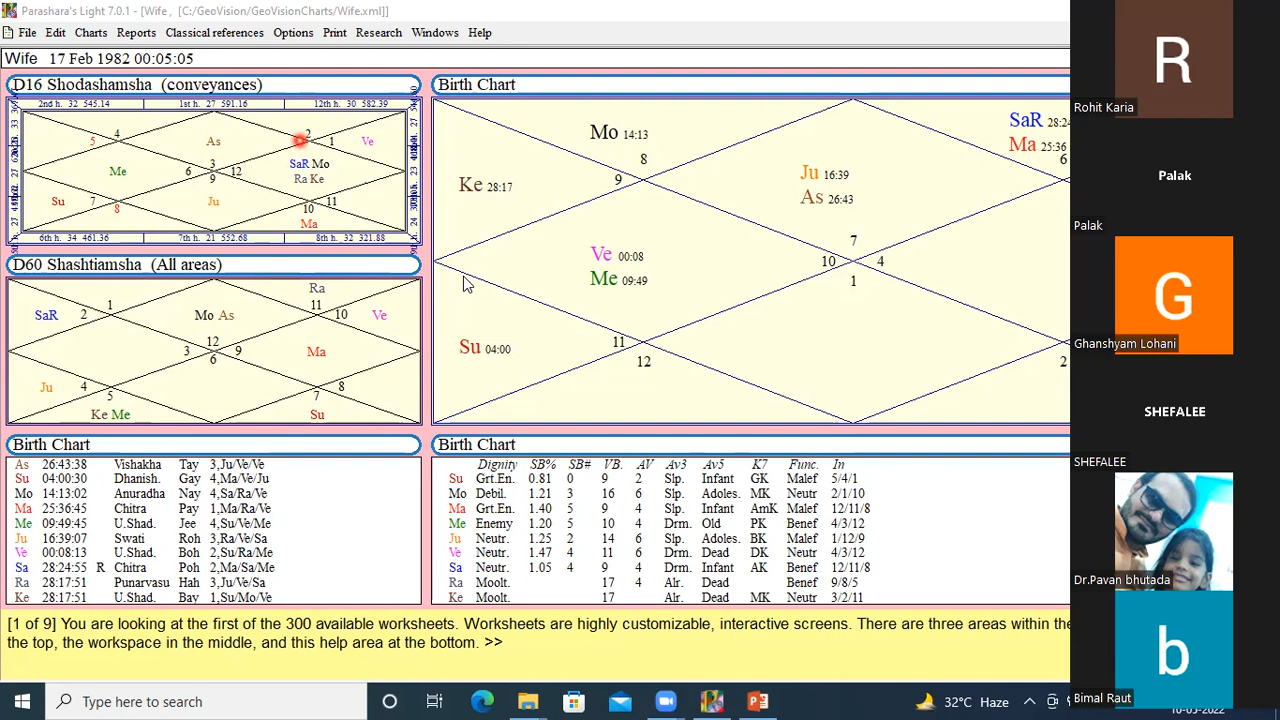 Parashara's Light 7.0.1 - [Wife , [C:/GeoVision/GeoVisionCharts/Wife.xml]]
File Edit Charts Reports Classical references Options Print Research Windows Help
Wife 17 Feb 1982 00:05:05
D16 Shodashamsha (conveyances)
2nd h. 32 545.14 1st h. 27 591.16 12th h. 30 582.39
5 4 As 2 1 Ve
SaR Mo
Me 6 3 12 Ra Ke
9
Su 7 Ju 11
8 10
Ma
6th h. 34 461.36 7th h. 21 552.68 8th h. 32 321.88
D60 Shashtiamsha (All areas)
Ra
1 11
SaR 2 Mo As 10 Ve
12
3 9 Ma
6
Ju 4 8
5 7
Ke Me Su
Birth Chart
Mo 14:13
8
9
Ke 28:17
Ju 16:39
As 26:43
SaR 28:24
Ma 25:36
6
Ve 00:08
Me 09:49
7
10 4
1
Su 04:00
11
12
2
Birth Chart
As 26:43:38 Vishakha Tay 3,Ju/Ve/Ve
Su 04:00:30 Dhanish. Gay 4,Ma/Ve/Ju
Mo 14:13:02 Anuradha Nay 4,Sa/Ra/Ve
Ma 25:36:45 Chitra Pay 1,Ma/Ra/Ve
Me 09:49:45 U.Shad. Jee 4,Su/Ve/Me
Ju 16:39:07 Swati Roh 3,Ra/Ve/Sa
Ve 00:08:13 U.Shad. Boh 2,Su/Ra/Me
Sa 28:24:55 R Chitra Poh 2,Ma/Sa/Me
Ra 28:17:51 Punarvasu Hah 3,Ju/Ve/Sa
Ke 28:17:51 U.Shad. Bay 1,Su/Mo/Ve
Birth Chart
Dignity SB% SB# VB. AV Av3 Av5 K7 Func. In
Su Grt.En. 0.81 0 9 2 Slp. Infant GK Malef 5/4/1
Mo Debil. 1.21 3 16 6 Slp. Adoles. MK Neutr 2/1/10
Ma Grt.En. 1.40 5 9 4 Slp. Infant AmK Malef 12/11/8
Me Enemy 1.20 5 10 4 Drm. Old PK Benef 4/3/12
Ju Neutr. 1.25 2 14 6 Slp. Adoles. BK Neutr 1/12/9
Ve Neutr. 1.47 4 11 6 Drm. Dead DK Neutr 4/3/12
Sa Neutr. 1.05 4 9 4 Drm. Infant AK Malef 12/11/8
Ra Moolt. 17 4 Alr. Dead Benef 9/8/5
Ke Moolt. 17 Alr. Dead MK Neutr 3/2/11
[1 of 9] You are looking at the first of the 300 available worksheets. Worksheets are highly customizable, interactive screens. There are three areas within the
the top, the workspace in the middle, and this help area at the bottom. >>
Type here to search
32°C Haze
10-05-2022
R
Rohit Karia
Palak
Palak
G
Ghanshyam Lohani
SHEFALEE
SHEFALEE
Dr.Pavan bhutada
b
Bimal Raut